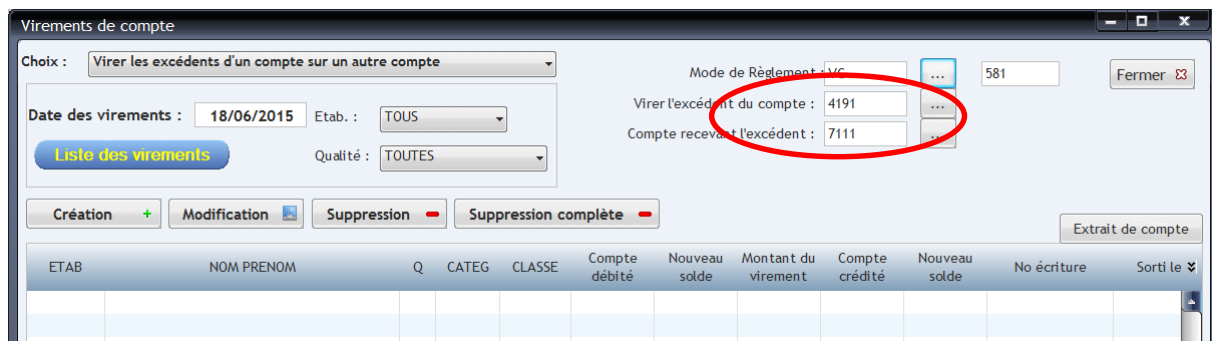 Virements de compte
Choix : Virer les excédents d'un compte sur un autre compte
Mode de Règlement : VC ... 581 Fermer
Virer l'excédent du compte : 4191 ...
Date des virements : 18/06/2015 Etab. : TOUS
Compte recevant l'excédent : 7111 ...
Liste des virements Qualité : TOUTES
Création + Modification Suppression Suppression complète
Extrait de compte
ETAB NOM PRENOM Q CATEG CLASSE Compte débité Nouveau solde Montant du virement Compte crédité Nouveau solde No écriture Sorti le